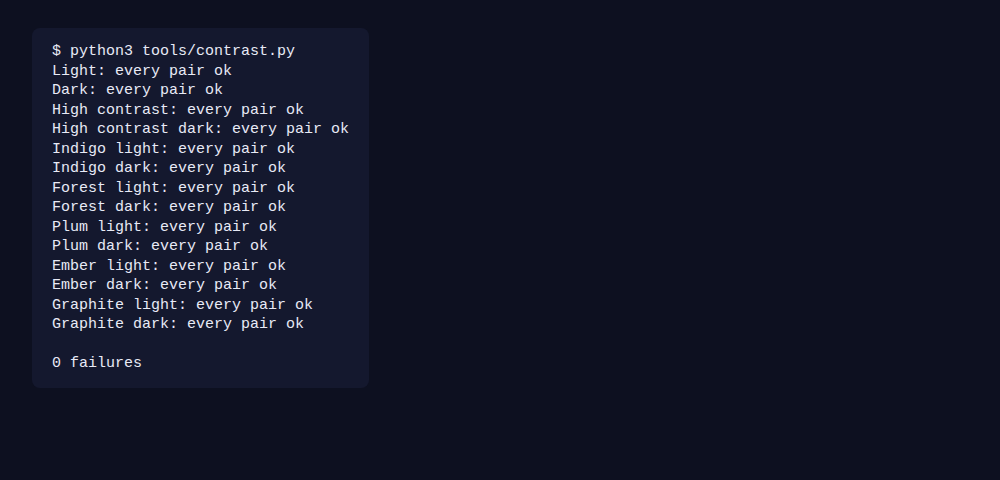 $ python3 tools/contrast.py
Light: every pair ok
Dark: every pair ok
High contrast: every pair ok
High contrast dark: every pair ok
Indigo light: every pair ok
Indigo dark: every pair ok
Forest light: every pair ok
Forest dark: every pair ok
Plum light: every pair ok
Plum dark: every pair ok
Ember light: every pair ok
Ember dark: every pair ok
Graphite light: every pair ok
Graphite dark: every pair ok
0 failures